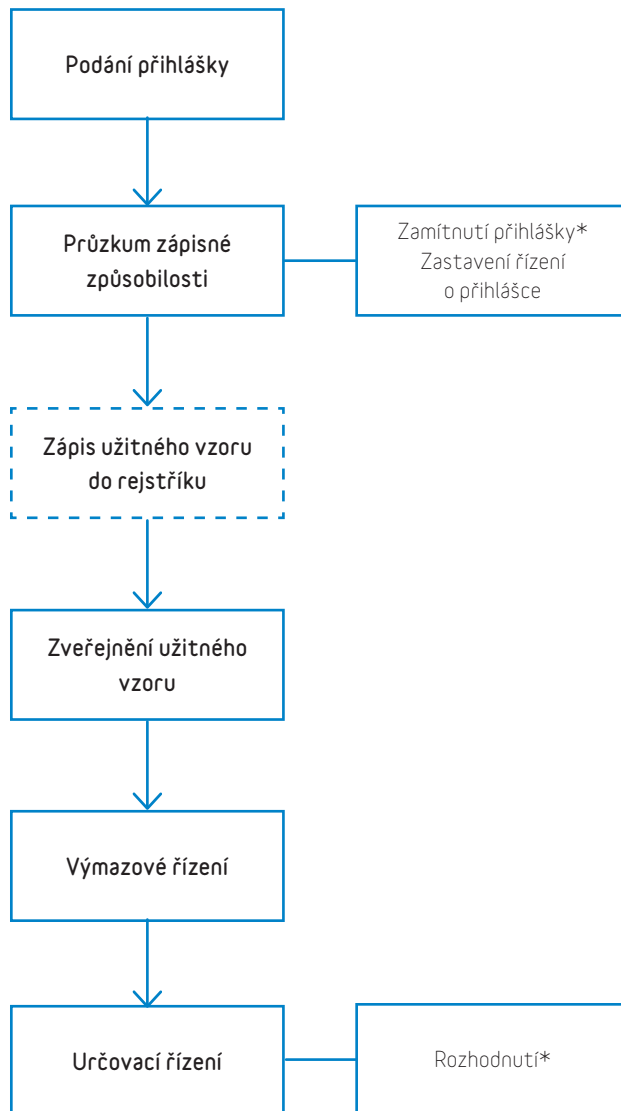 Podání přihlášky
Průzkum zápisné
způsobilosti
Zamítnutí přihlášky*
Zastavení řízení
o přihlášce
Zápis užitného vzoru
do rejstříku
Zveřejnění užitného
vzoru
Výmazové řízení
Určovací řízení
Rozhodnutí*